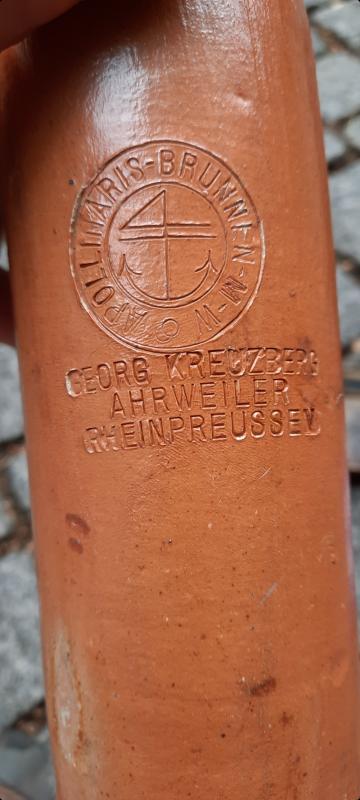 APOLLINARIS-BRUNNEN-M-W
GEORG KREUZBERG
AHRWEILER
RHEINPREUSSEN